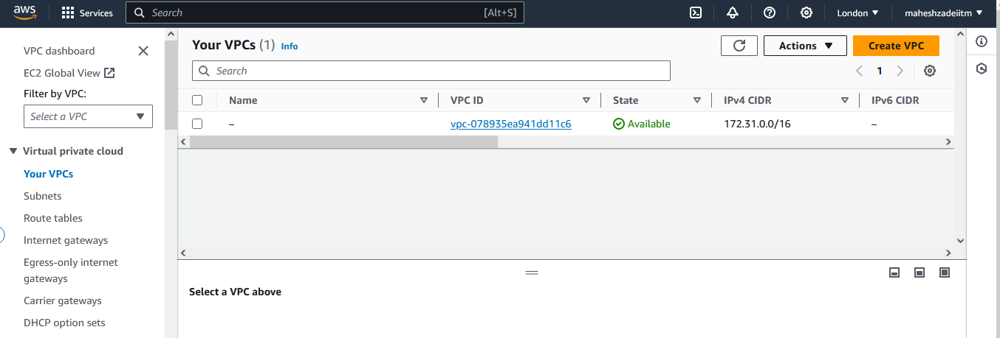 aws
Services
Search
[Alt+S]
London
maheshzadeiitm
VPC dashboard
EC2 Global View
Filter by VPC:
Select a VPC
Virtual private cloud
Your VPCs
Subnets
Route tables
Internet gateways
Egress-only internet
gateways
Carrier gateways
DHCP option sets
Your VPCs (1) Info
Actions
Create VPC
Search
1
Name
VPC ID
State
IPv4 CIDR
IPv6 CIDR
–
vpc-078935ea941dd11c6
Available
172.31.0.0/16
–
Select a VPC above